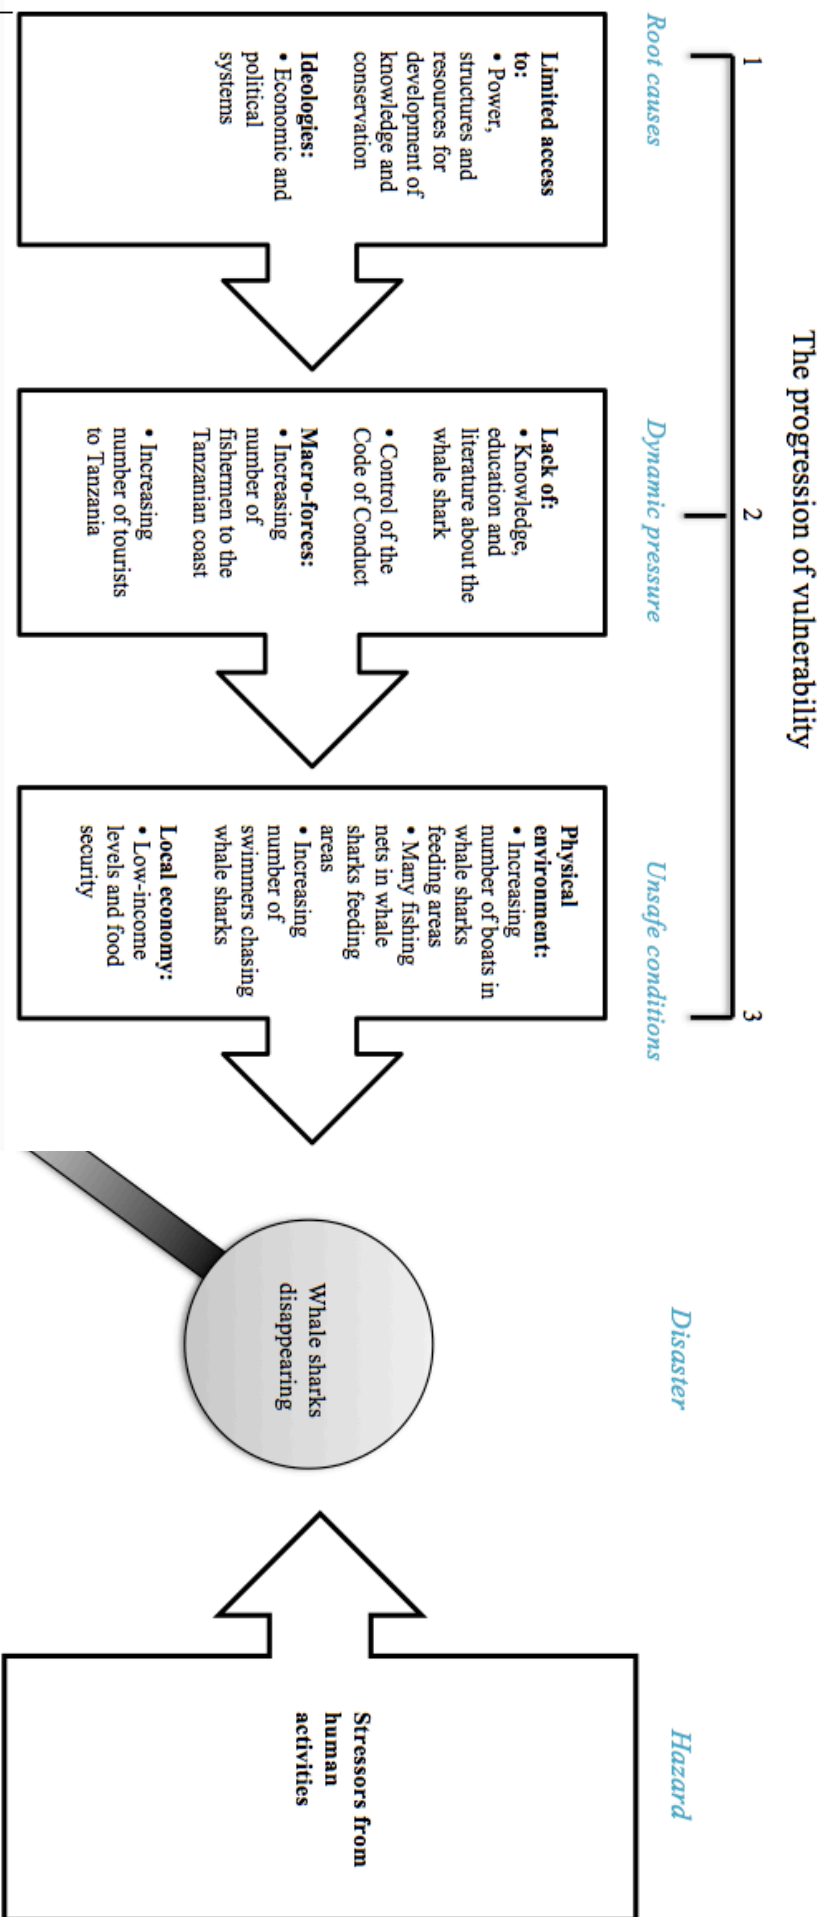 The progression of vulnerability
1
2
3
Root causes
Dynamic pressure
Unsafe conditions
Disaster
Hazard
Limited access
to:
• Power,
structures and
resources for
development of
knowledge and
conservation
Ideologies:
• Economic and
political
systems
Lack of:
• Knowledge,
education and
literature about the
whale shark
• Control of the
Code of Conduct
Macro-forces:
• Increasing
number of
fishermen to the
Tanzanian coast
• Increasing
number of tourists
to Tanzania
Physical
environment:
• Increasing
number of boats in
whale sharks
feeding areas
• Many fishing
nets in whale
sharks feeding
areas
• Increasing
number of
swimmers chasing
whale sharks
Local economy:
• Low-income
levels and food
security
Whale sharks
disappearing
Stressors from
human
activities